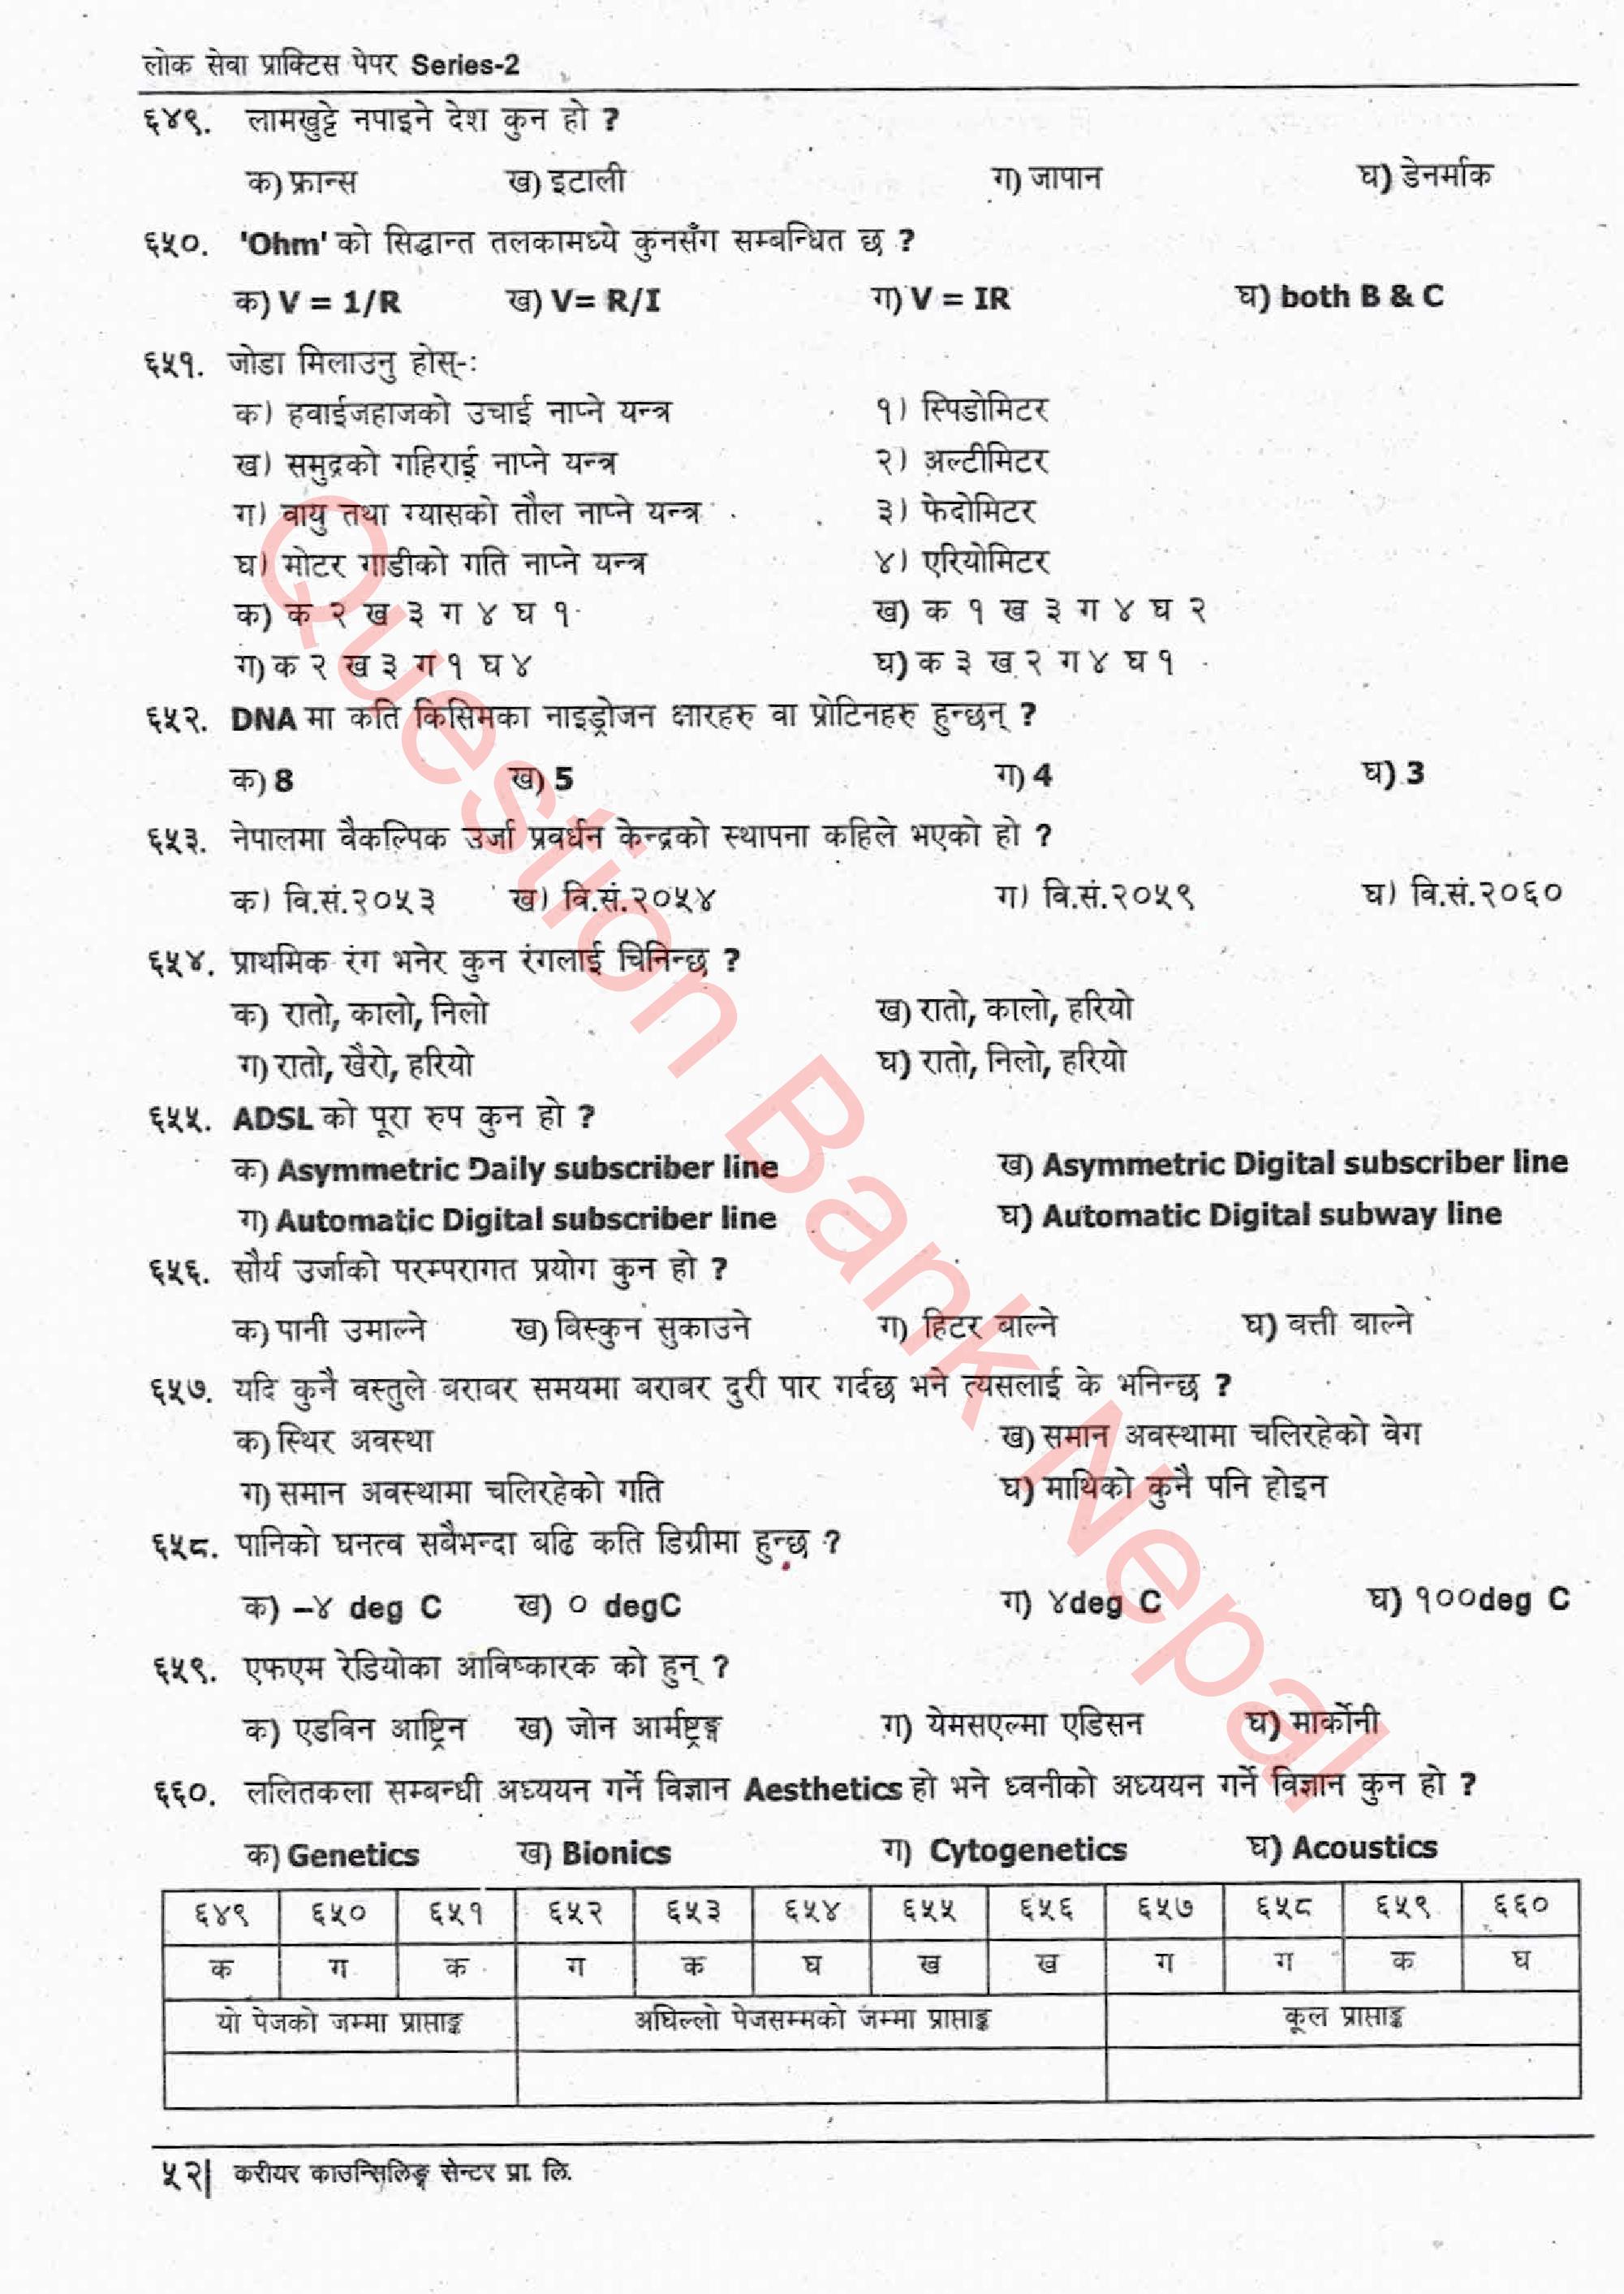 लोक सेवा प्राक्टिस पेपर Series-2
६४९. लामखुट्टे नपाइने देश कुन हो ?
क) फ्रान्स ख) इटाली ग) जापान घ) डेनर्माक
६५०. 'Ohm' को सिद्धान्त तलकामध्ये कुनसँग सम्बन्धित छ ?
क) V = 1/R ख) V= R/I ग) V = IR घ) both B & C
६५१. जोडा मिलाउनु होस्-:
क) हवाईजहाजको उचाई नाप्ने यन्त्र १) स्पिडोमिटर
ख) समुद्रको गहिराई नाप्ने यन्त्र २) अल्टीमिटर
ग) वायु तथा ग्यासको तौल नाप्ने यन्त्र ३) फेदोमिटर
घ) मोटर गाडीको गति नाप्ने यन्त्र ४) एरियोमिटर
क) क २ ख ३ ग ४ घ १ ख) क १ ख ३ ग ४ घ २
ग) क २ ख ३ ग १ घ ४ घ) क ३ ख २ ग ४ घ १
६५२. DNA मा कति किसिमका नाइड्रोजन क्षारहरु वा प्रोटिनहरु हुन्छन् ?
क) 8 ख) 5 ग) 4 घ) 3
६५३. नेपालमा वैकल्पिक उर्जा प्रवर्धन केन्द्रको स्थापना कहिले भएको हो ?
क) वि.सं.२०५३ ख) वि.सं.२०५४ ग) वि.सं.२०५९ घ) वि.सं.२०६०
६५४. प्राथमिक रंग भनेर कुन रंगलाई चिनिन्छ ?
क) रातो, कालो, निलो ख) रातो, कालो, हरियो
ग) रातो, खैरो, हरियो घ) रातो, निलो, हरियो
६५५. ADSL को पूरा रुप कुन हो ?
क) Asymmetric Daily subscriber line ख) Asymmetric Digital subscriber line
ग) Automatic Digital subscriber line घ) Automatic Digital subway line
६५६. सौर्य उर्जाको परम्परागत प्रयोग कुन हो ?
क) पानी उमाल्ने ख) बिस्कुन सुकाउने ग) हिटर बाल्ने घ) बत्ती बाल्ने
६५७. यदि कुनै वस्तुले बराबर समयमा बराबर दुरी पार गर्दछ भने त्यसलाई के भनिन्छ ?
क) स्थिर अवस्था ख) समान अवस्थामा चलिरहेको वेग
ग) समान अवस्थामा चलिरहेको गति घ) माथिको कुनै पनि होइन
६५८. पानिको घनत्व सबैभन्दा बढि कति डिग्रीमा हुन्छ ?
क) –४ deg C ख) ० degC ग) ४deg C घ) १००deg C
६५९. एफएम रेडियोका आविष्कारक को हुन् ?
क) एडविन आष्ट्रिन ख) जोन आर्मष्ट्रङ्ग ग) येमसएल्मा एडिसन घ) मार्कोनी
६६०. ललितकला सम्बन्धी अध्ययन गर्ने विज्ञान Aesthetics हो भने ध्वनीको अध्ययन गर्ने विज्ञान कुन हो ?
क) Genetics ख) Bionics ग) Cytogenetics घ) Acoustics
६४९ ६५० ६५१ ६५२ ६५३ ६५४ ६५५ ६५६ ६५७ ६५८ ६५९ ६६०
क ग क ग क घ ख ख ग ग क घ
यो पेजको जम्मा प्राप्ताङ्क अघिल्लो पेजसम्मको जम्मा प्राप्ताङ्क कूल प्राप्ताङ्क
५२| करीयर काउन्सिलिङ्ग सेन्टर प्रा. लि.
Question Bank Nepal